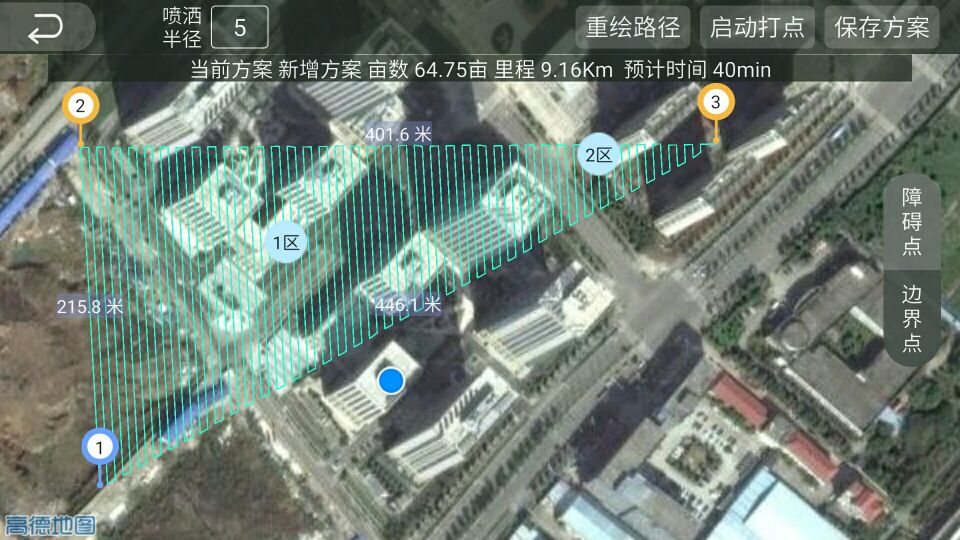 喷洒
半径
5
重绘路径
启动打点
保存方案
当前方案 新增方案 亩数 64.75亩 里程 9.16Km 预计时间 40min
2
3
401.6 米
2区
1区
障碍点
215.8 米
446.1 米
边界点
1
高德地图